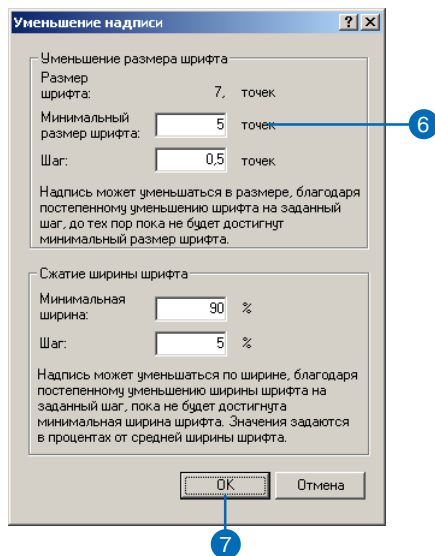 Уменьшение надписи
Уменьшение размера шрифта
Размер
шрифта: 7, точек
Минимальный
размер шрифта: 5 точек
6
Шаг: 0,5 точек
Надпись может уменьшаться в размере, благодаря
постепенному уменьшению шрифта на заданный
шаг, до тех пор пока не будет достигнут
минимальный размер шрифта.
Сжатие ширины шрифта
Минимальная
ширина: 90 %
Шаг: 5 %
Надпись может уменьшаться по ширине, благодаря
постепенному уменьшению ширины шрифта на
заданный шаг, пока не будет достигнута
минимальная ширина шрифта. Значения задаются
в процентах от средней ширины шрифта.
OK Отмена
7